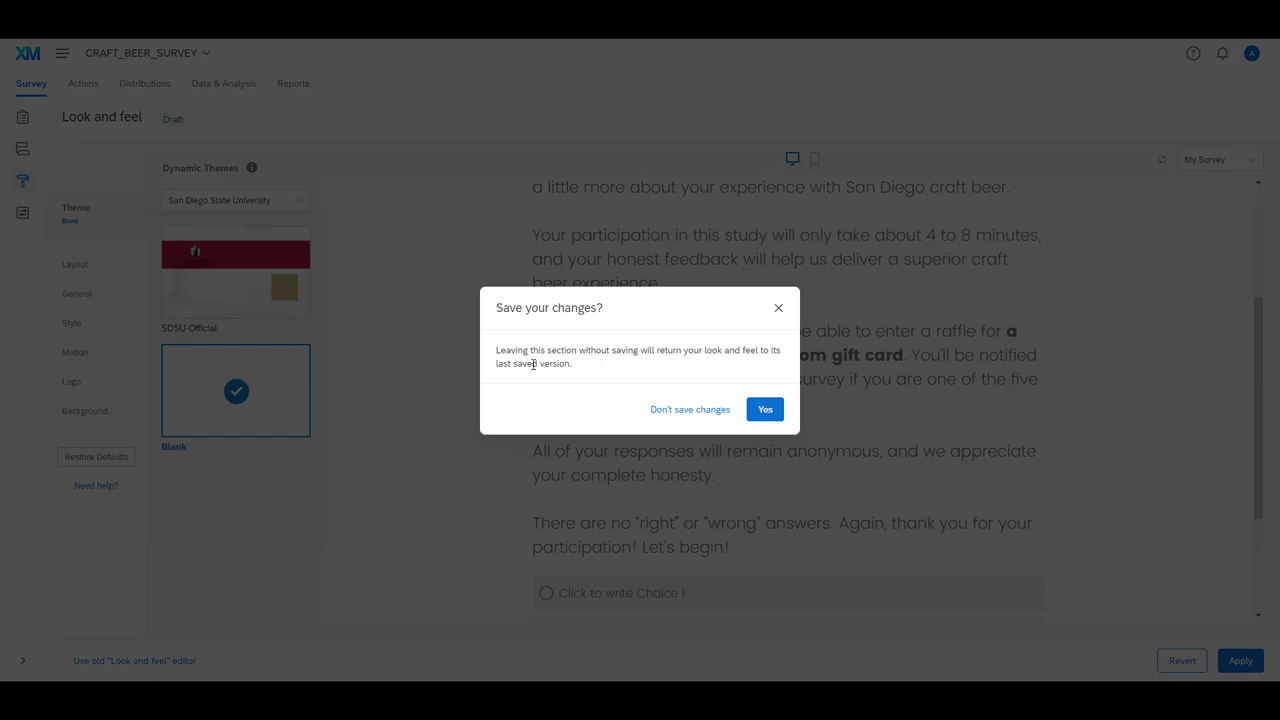 XM CRAFT_BEER_SURVEY A
Survey Actions Distributions Data & Analysis Reports
Look and feel Draft
Dynamic Themes
My Survey
San Diego State University
Theme
Blank
Layout
General
Style
Motion
Logo
Background
Restore Defaults
Need help?
SDSU-Official
Blank
a little more about your experience with San Diego craft beer.
Your participation in this study will only take about 4 to 8 minutes,
and your honest feedback will help us deliver a superior craft
beer experience.
be able to enter a raffle for a
om gift card. You'll be notified
survey if you are one of the five
All of your responses will remain anonymous, and we appreciate
your complete honesty.
There are no "right" or "wrong" answers. Again, thank you for your
participation! Let's begin!
Click to write Choice 1
Save your changes?
Leaving this section without saving will return your look and feel to its
last saved version.
Don't save changes Yes
Use old "Look and feel" editor
Revert Apply